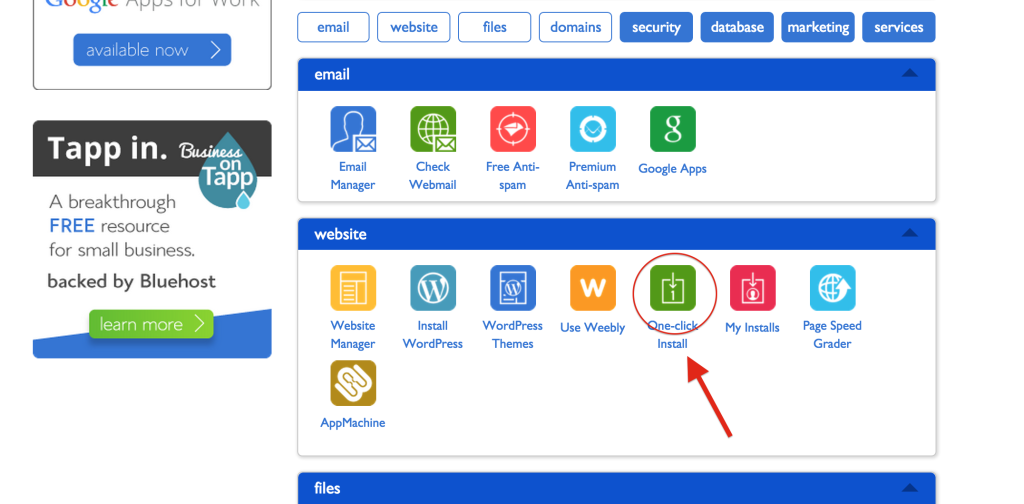 Google Apps for Work
available now
Tapp in.
Business
on
Tapp
A breakthrough
FREE resource
for small business.
backed by Bluehost
learn more
email website files domains security database marketing services
email
Email
Manager
Check
Webmail
Free Anti-
spam
Premium
Anti-spam
g
Google Apps
website
Website
Manager
W
Install
WordPress
W
WordPress
Themes
W
Use Weebly
1
One-click
Install
My Installs
Page Speed
Grader
AppMachine
files